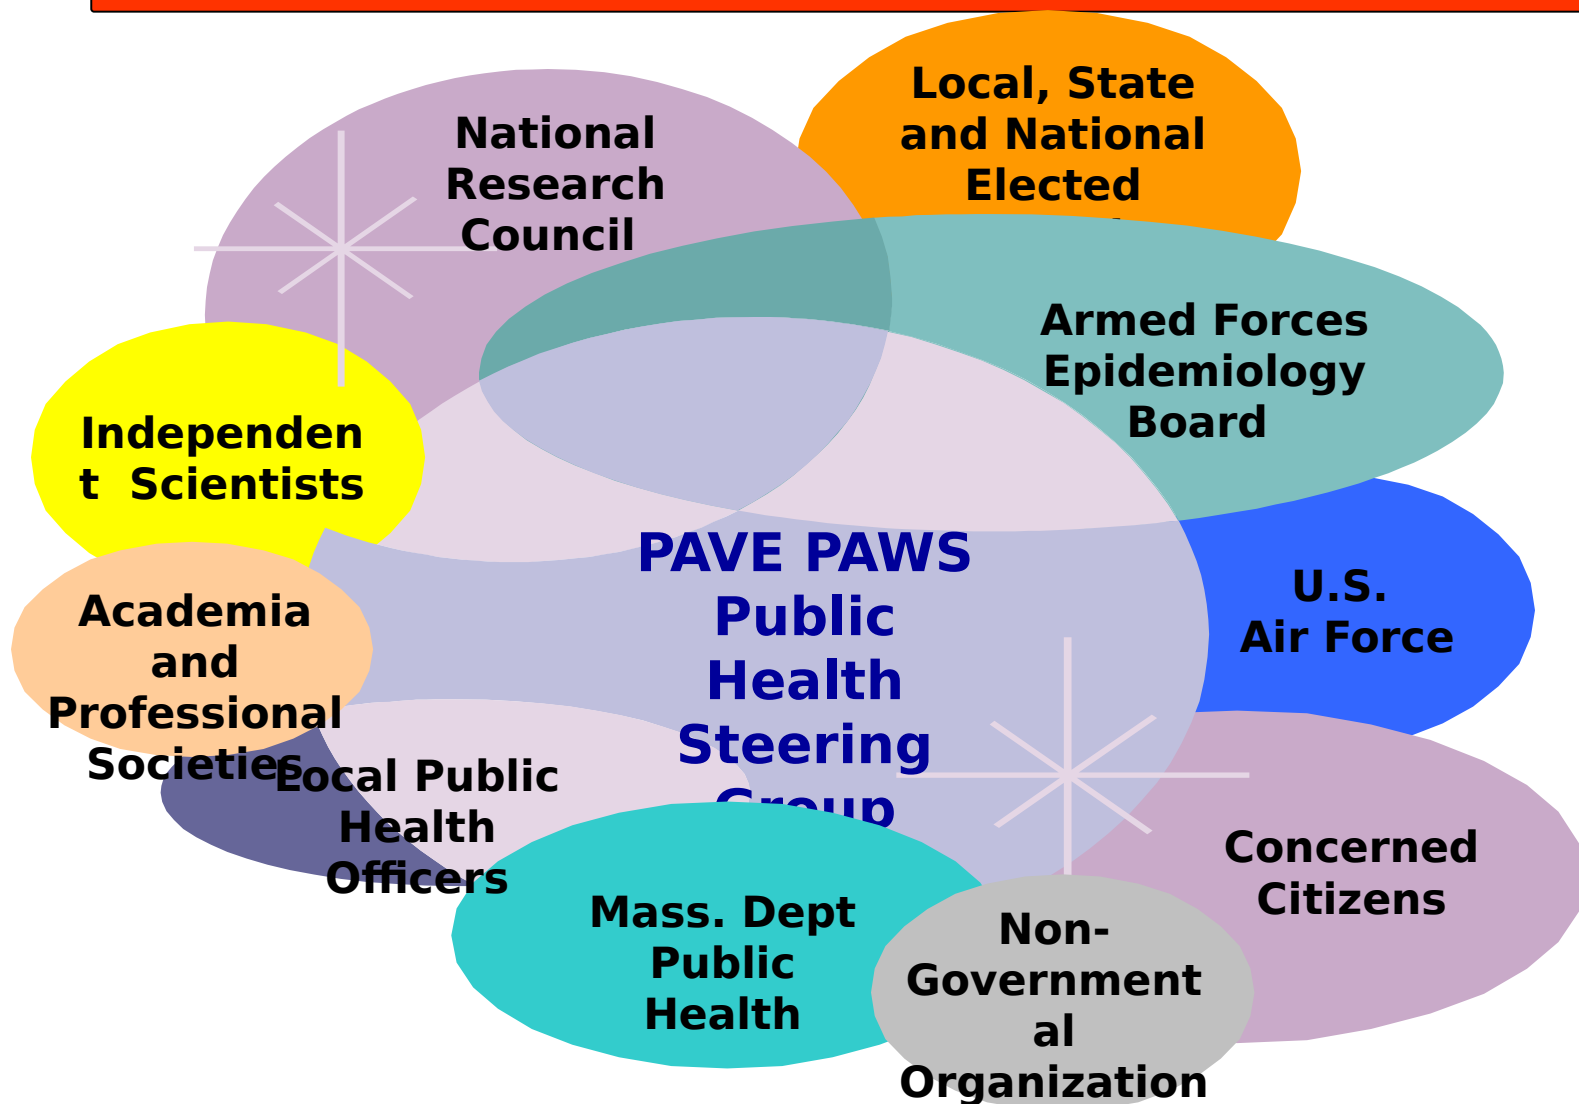 National
Research
Council
Local, State
and National
Elected
Armed Forces
Epidemiology
Board
Independen
t  Scientists
PAVE PAWS
Public
Health
Steering
Group
U.S.
Air Force
Academia
and
Professional
Societies
Local Public
Health
Officers
Concerned
Citizens
Mass. Dept
Public
Health
Non-
Government
al
Organization